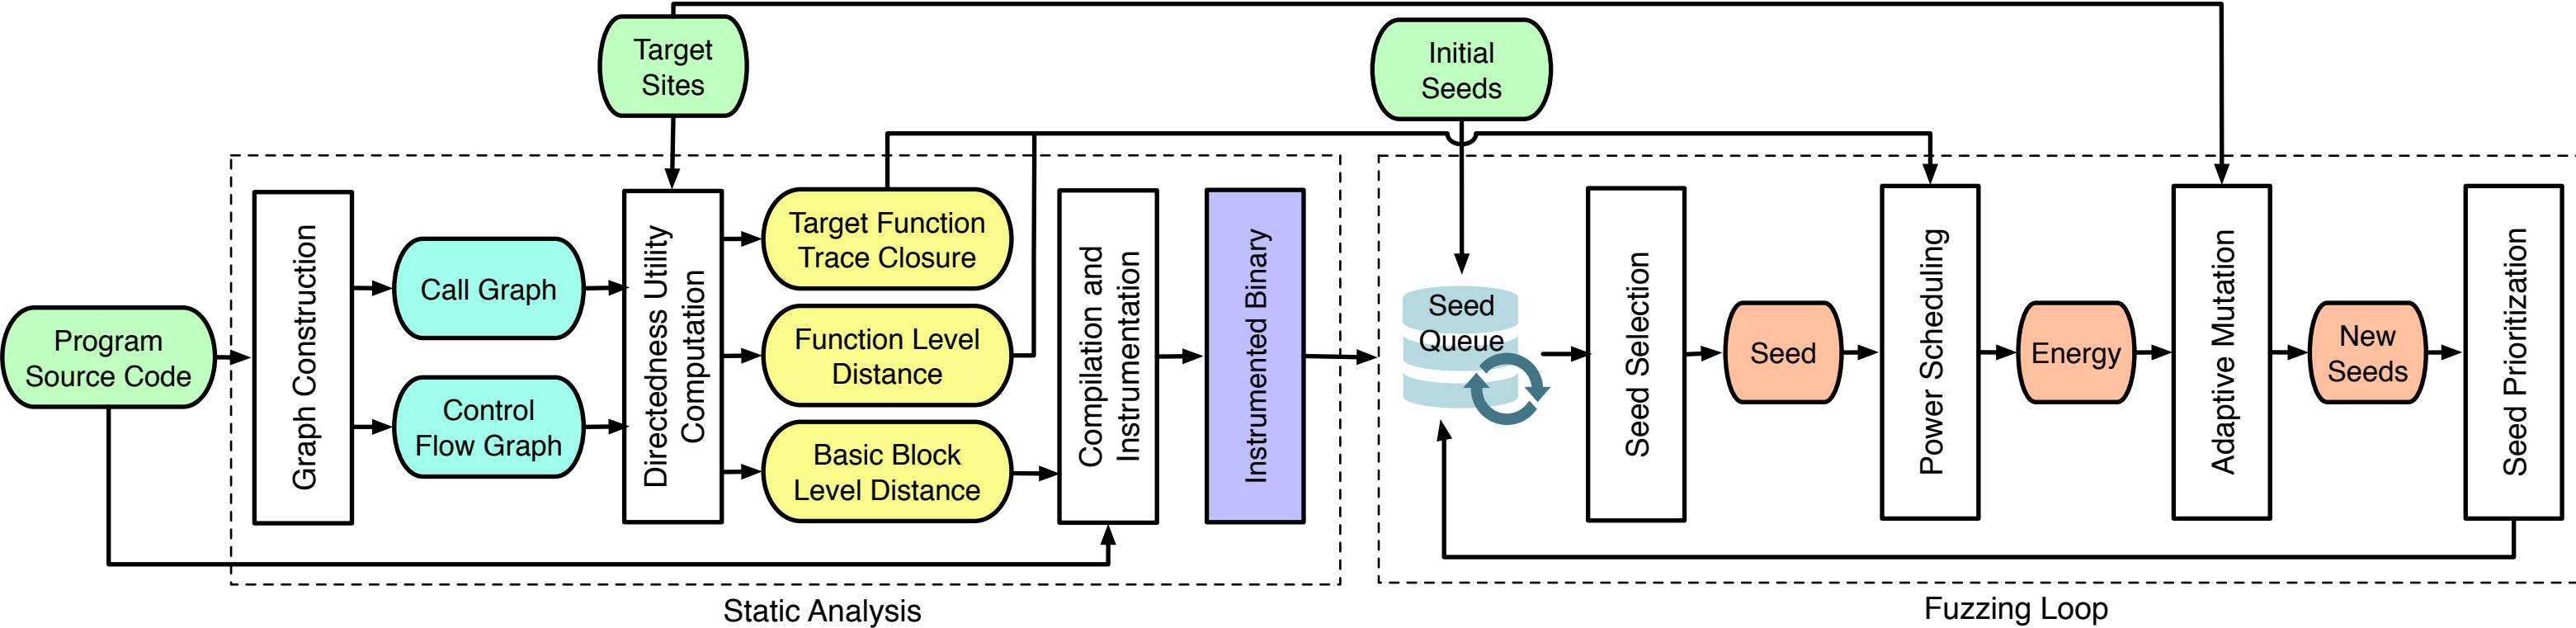 Target
Sites
Initial
Seeds
Program
Source Code
Graph Construction
Call Graph
Control
Flow Graph
Directedness Utility
Computation
Target Function
Trace Closure
Function Level
Distance
Basic Block
Level Distance
Compilation and
Instrumentation
Instrumented Binary
Seed
Queue
Seed Selection
Seed
Power Scheduling
Energy
Adaptive Mutation
New
Seeds
Seed Prioritization
Static Analysis
Fuzzing Loop